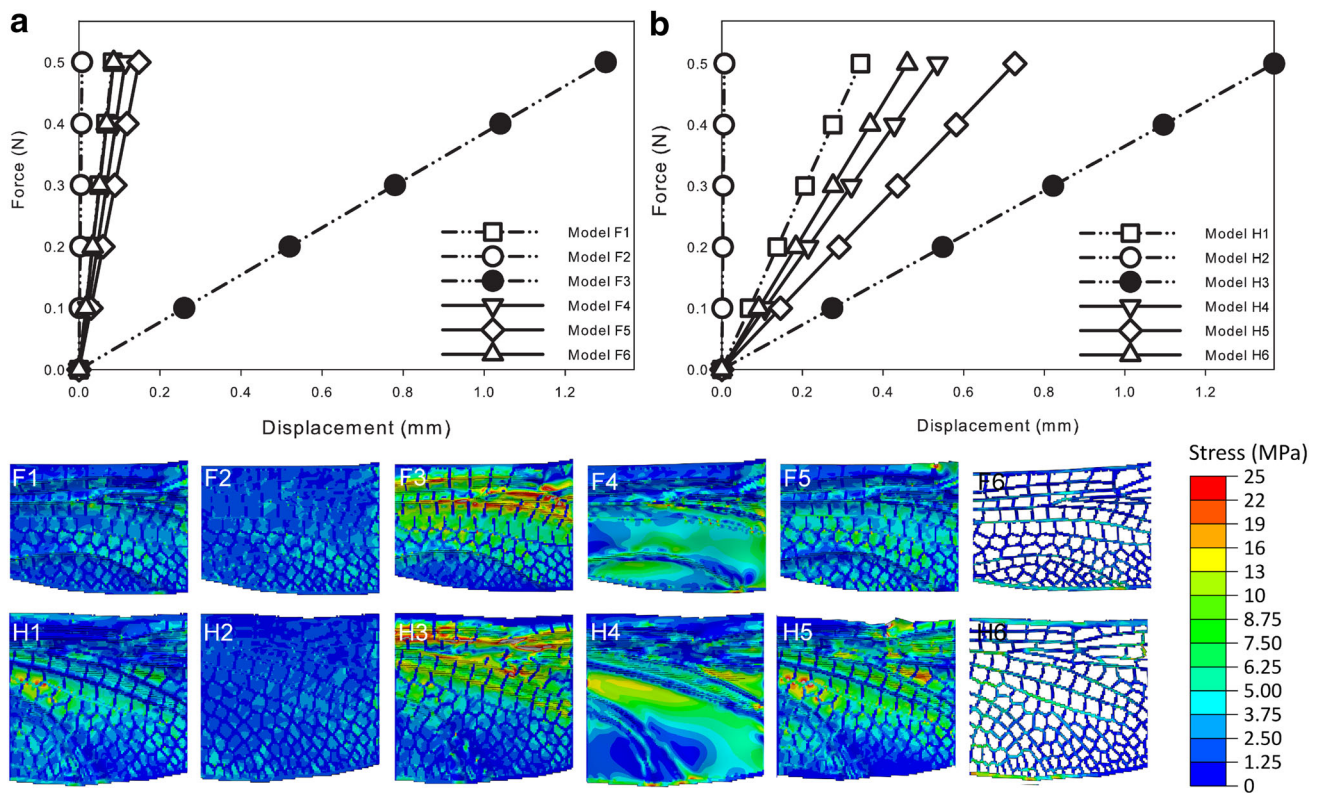 a
Force (N)
0.5
0.4
0.3
0.2
0.1
0.0
0.0 0.2 0.4 0.6 0.8 1.0 1.2
Displacement (mm)
Model F1
Model F2
Model F3
Model F4
Model F5
Model F6
b
Force (N)
0.5
0.4
0.3
0.2
0.1
0.0
0.0 0.2 0.4 0.6 0.8 1.0 1.2
Displacement (mm)
Model H1
Model H2
Model H3
Model H4
Model H5
Model H6
F1 F2 F3 F4 F5 F6
H1 H2 H3 H4 H5 H6
Stress (MPa)
25
22
19
16
13
10
8.75
7.50
6.25
5.00
3.75
2.50
1.25
0